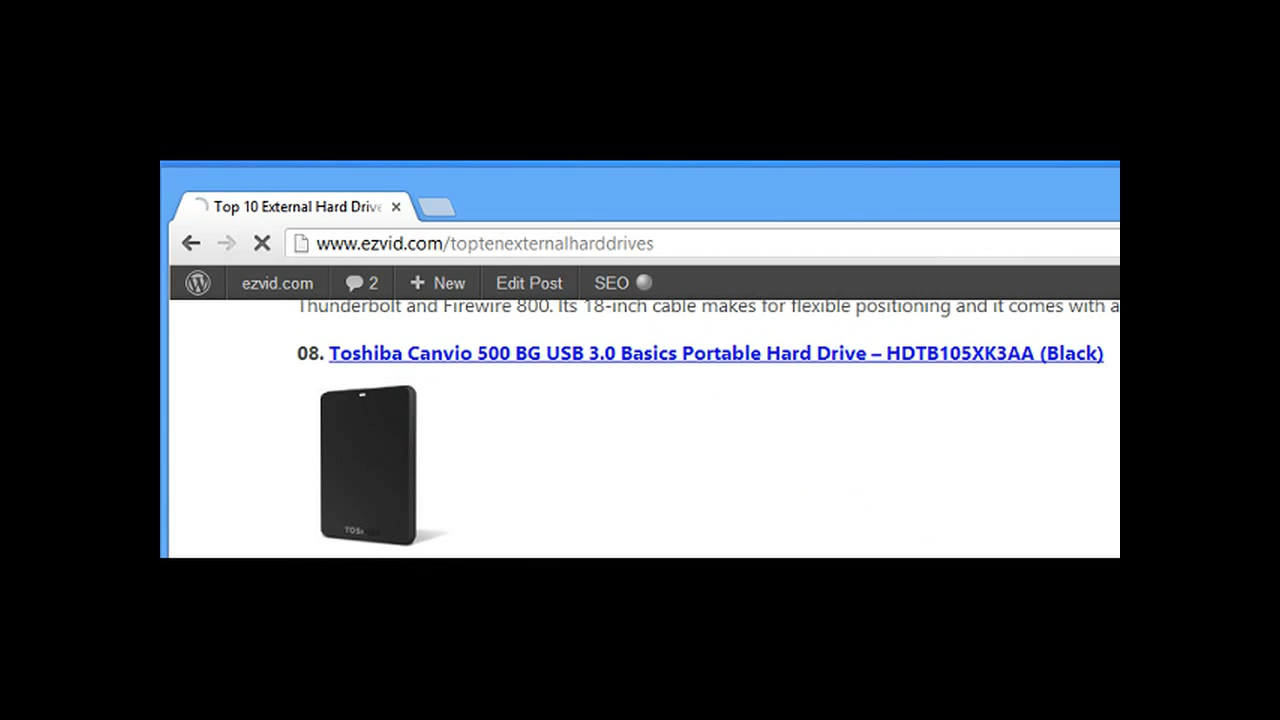 Top 10 External Hard Drive
www.ezvid.com/toptenexternalharddrives
ezvid.com 2 New Edit Post SEO
Thunderbolt and Firewire 800. Its 18-inch cable makes for flexible positioning and it comes with a
08. Toshiba Canvio 500 BG USB 3.0 Basics Portable Hard Drive – HDTB105XK3AA (Black)